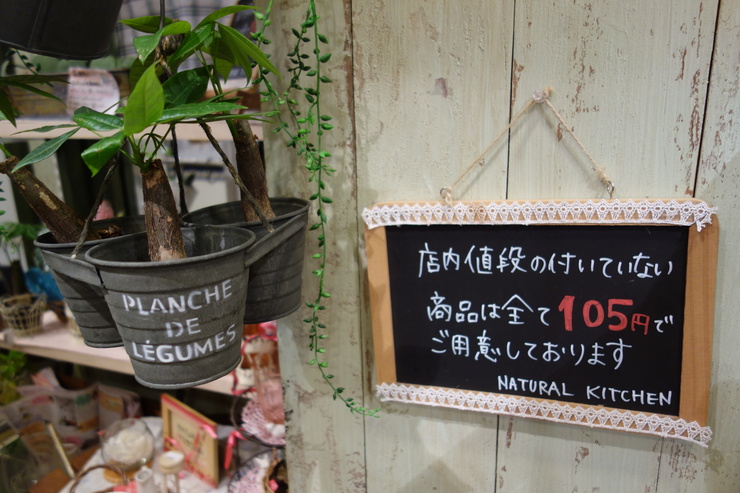 PLANCHE
DE
LÉGUMES
店内値段の付いていない
商品は全て105円で
ご用意しております
NATURAL KITCHEN